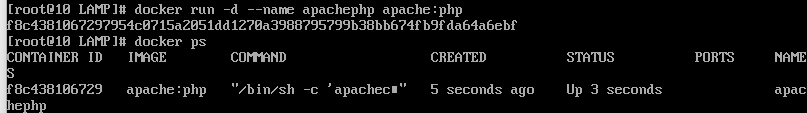 [root@10 LAMP]# docker run -d --name apachephp apache:php
f8c4381067297954c0715a2051dd1270a3988795799b38bb674fb9fda64a6ebf
[root@10 LAMP]# docker ps
CONTAINER ID IMAGE COMMAND CREATED STATUS PORTS NAME
S
f8c438106729 apache:php "/bin/sh -c 'apachec■" 5 seconds ago Up 3 seconds apac
hephp